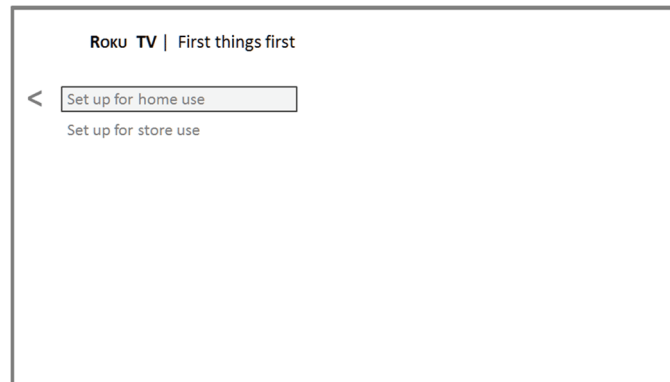 Roku TV | First things first
<
Set up for home use
Set up for store use